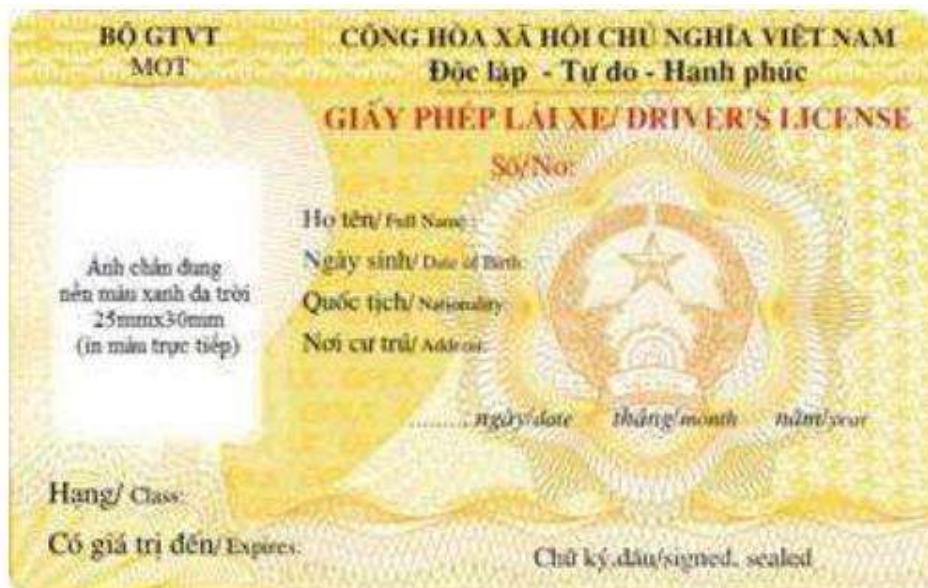 BỘ GTVT
MOT
CỘNG HÒA XÃ HỘI CHỦ NGHĨA VIỆT NAM
Độc lập - Tự do - Hạnh phúc
GIẤY PHÉP LÁI XE/ DRIVER'S LICENSE
Số/No:
Ảnh chân dung
nền màu xanh da trời
25mmx30mm
(in màu trực tiếp)
Họ tên/ Full Name :
Ngày sinh/ Date of Birth:
Quốc tịch/ Nationality:
Nơi cư trú/ Address:
.......... ngày/date tháng/month năm/year
Hạng/ Class:
Có giá trị đến/ Expires:
Chữ ký,dấu/signed, sealed